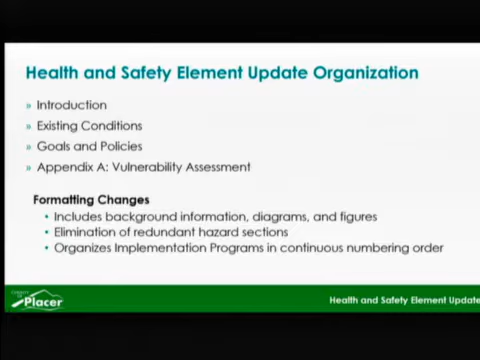 Health and Safety Element Update Organization
» Introduction
» Existing Conditions
» Goals and Policies
» Appendix A: Vulnerability Assessment
Formatting Changes
• Includes background information, diagrams, and figures
• Elimination of redundant hazard sections
• Organizes Implementation Programs in continuous numbering order
Placer
Health and Safety Element Update